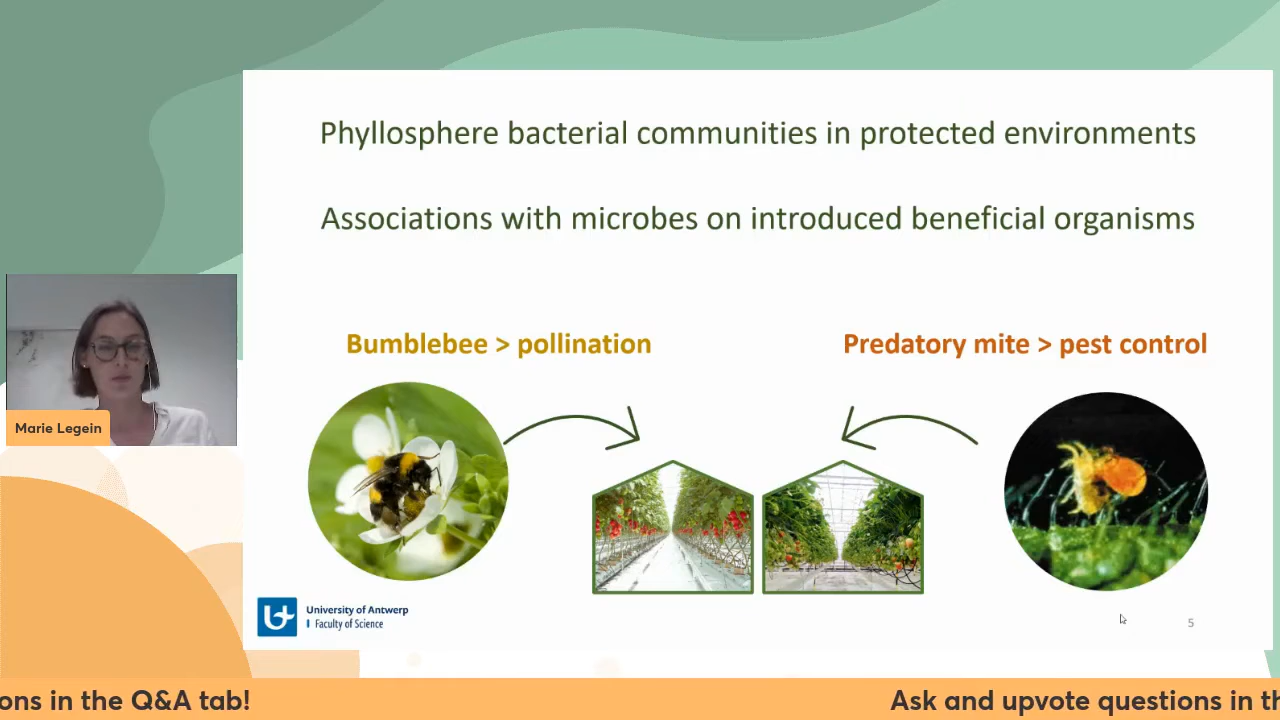 Phyllosphere bacterial communities in protected environments
Associations with microbes on introduced beneficial organisms
Bumblebee > pollination
Predatory mite > pest control
Marie Legein
University of Antwerp
Faculty of Science
5
ons in the Q&A tab!
Ask and upvote questions in th